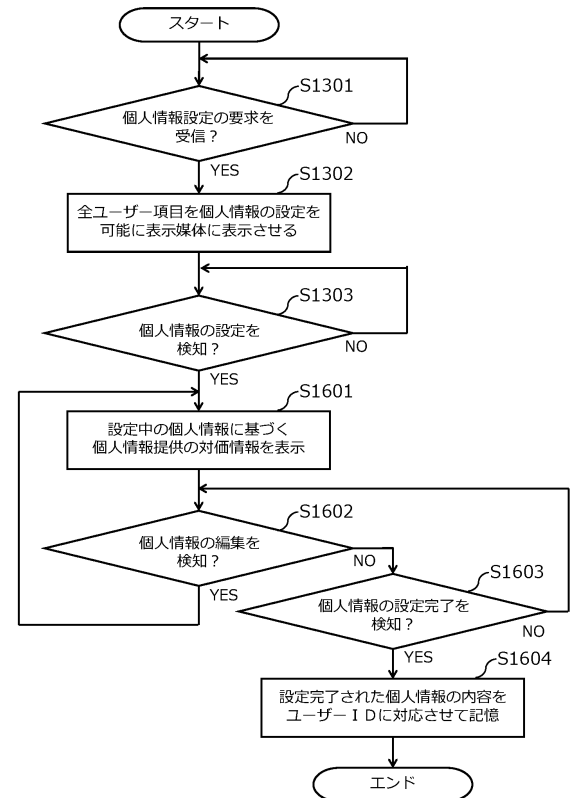 スタート
S1301
個人情報設定の要求を
受信？
NO
YES
S1302
全ユーザー項目を個人情報の設定を
可能に表示媒体に表示させる
S1303
個人情報の設定を
検知？
NO
YES
S1601
設定中の個人情報に基づく
個人情報提供の対価情報を表示
S1602
個人情報の編集を
検知？
NO
YES
S1603
個人情報の設定完了を
検知？
NO
YES
S1604
設定完了された個人情報の内容を
ユーザーＩＤに対応させて記憶
エンド